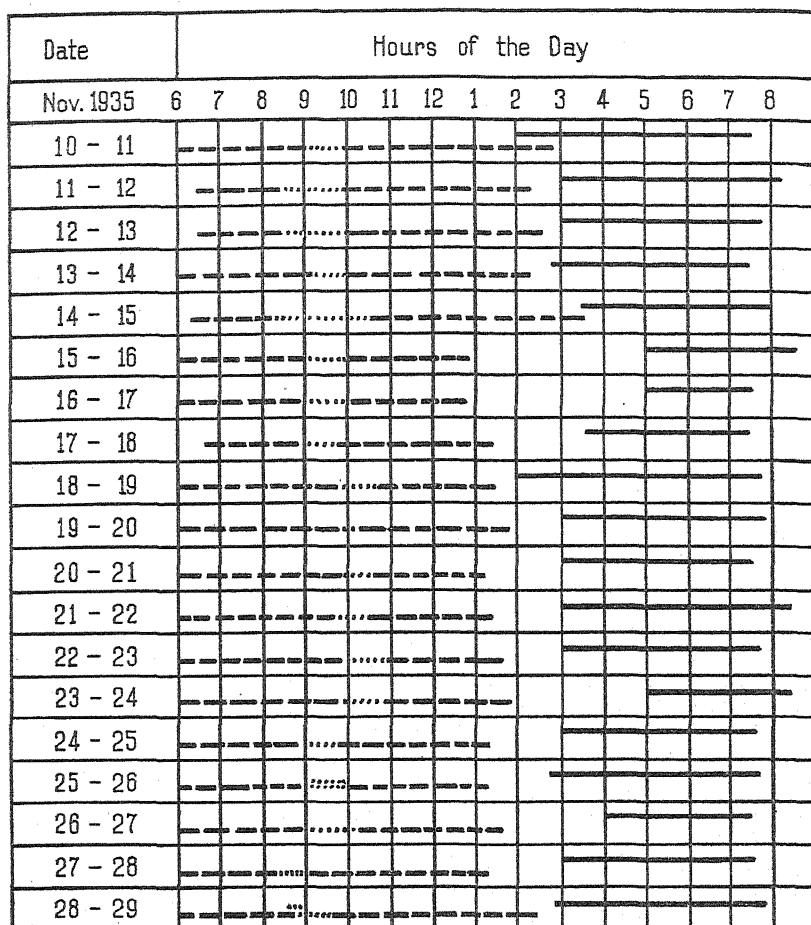 Date Hours of the Day
Nov. 1935 6 7 8 9 10 11 12 1 2 3 4 5 6 7 8
10 - 11
11 - 12
12 - 13
13 - 14
14 - 15
15 - 16
16 - 17
17 - 18
18 - 19
19 - 20
20 - 21
21 - 22
22 - 23
23 - 24
24 - 25
25 - 26
26 - 27
27 - 28
28 - 29